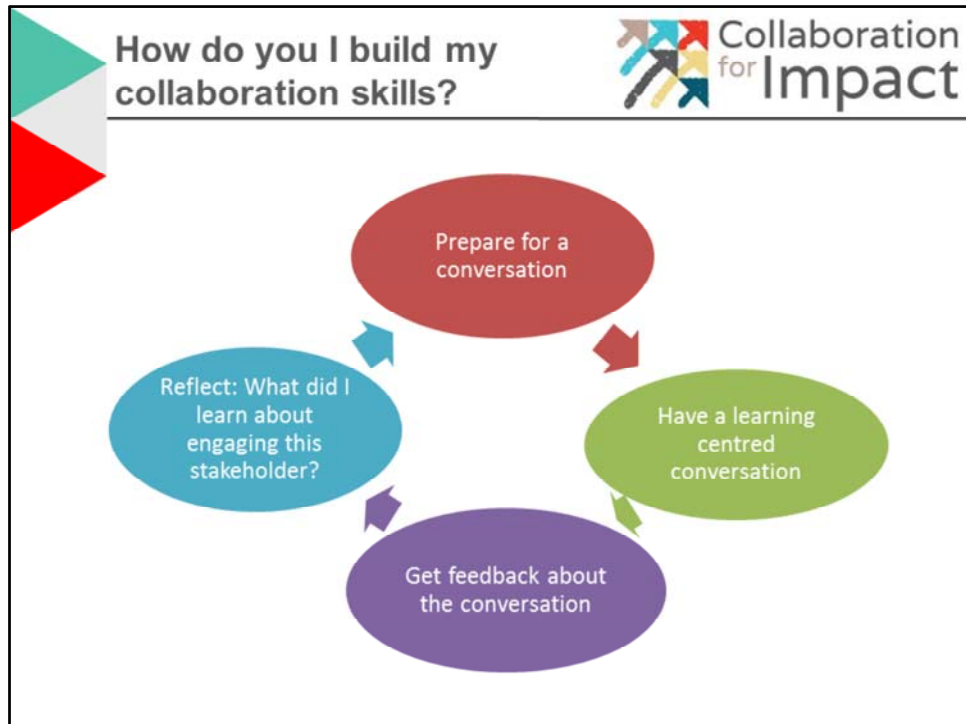 How do you I build my
collaboration skills?
Collaboration
for Impact
Prepare for a
conversation
Have a learning
centred
conversation
Get feedback about
the conversation
Reflect: What did I
learn about
engaging this
stakeholder?